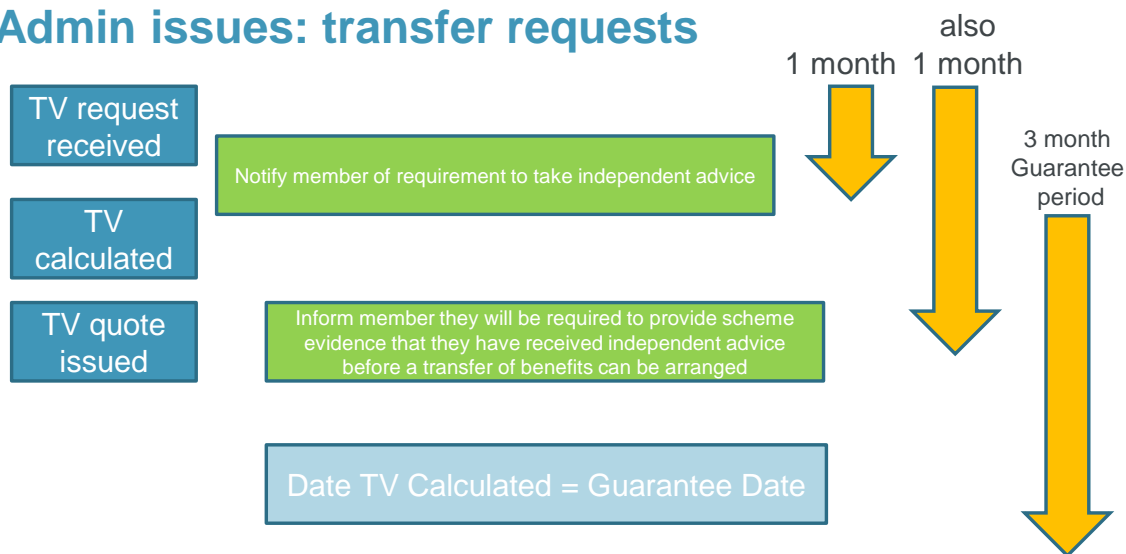 Admin issues: transfer requests
also
1 month 1 month
TV request
received
3 month
Guarantee
period
Notify member of requirement to take independent advice
TV
calculated
TV quote
issued
Inform member they will be required to provide scheme
evidence that they have received independent advice
before a transfer of benefits can be arranged
Date TV Calculated = Guarantee Date